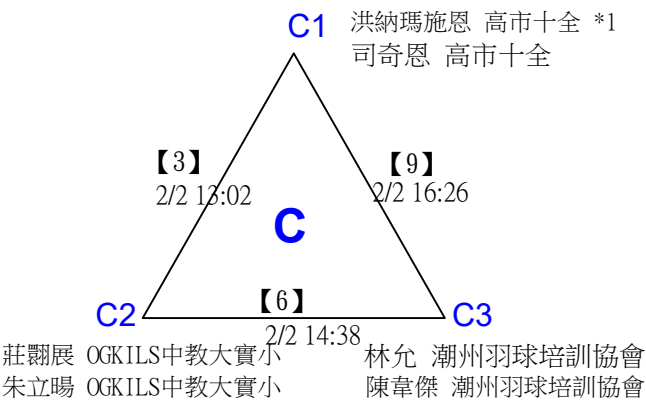 C1 洪納瑪施恩 高市十全 *1
司奇恩 高市十全
【3】
2/2 13:02
【9】
2/2 16:26
C
【6】
2/2 14:38
C2
C3
莊翾展 OGKILS中教大實小
朱立暘 OGKILS中教大實小
林允 潮州羽球培訓協會
陳韋傑 潮州羽球培訓協會